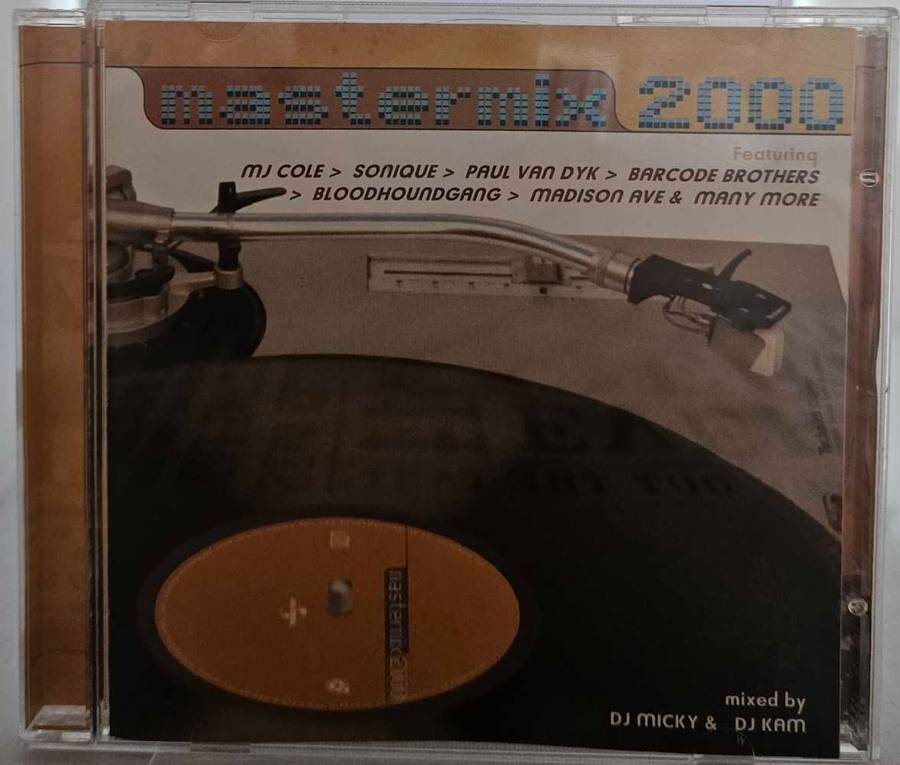 mastermix 2000
Featuring
MJ COLE > SONIQUE > PAUL VAN DYK > BARCODE BROTHERS
> BLOODHOUNDGANG > MADISON AVE & MANY MORE
mastermix 2000
mixed by
DJ MICKY & DJ KAM